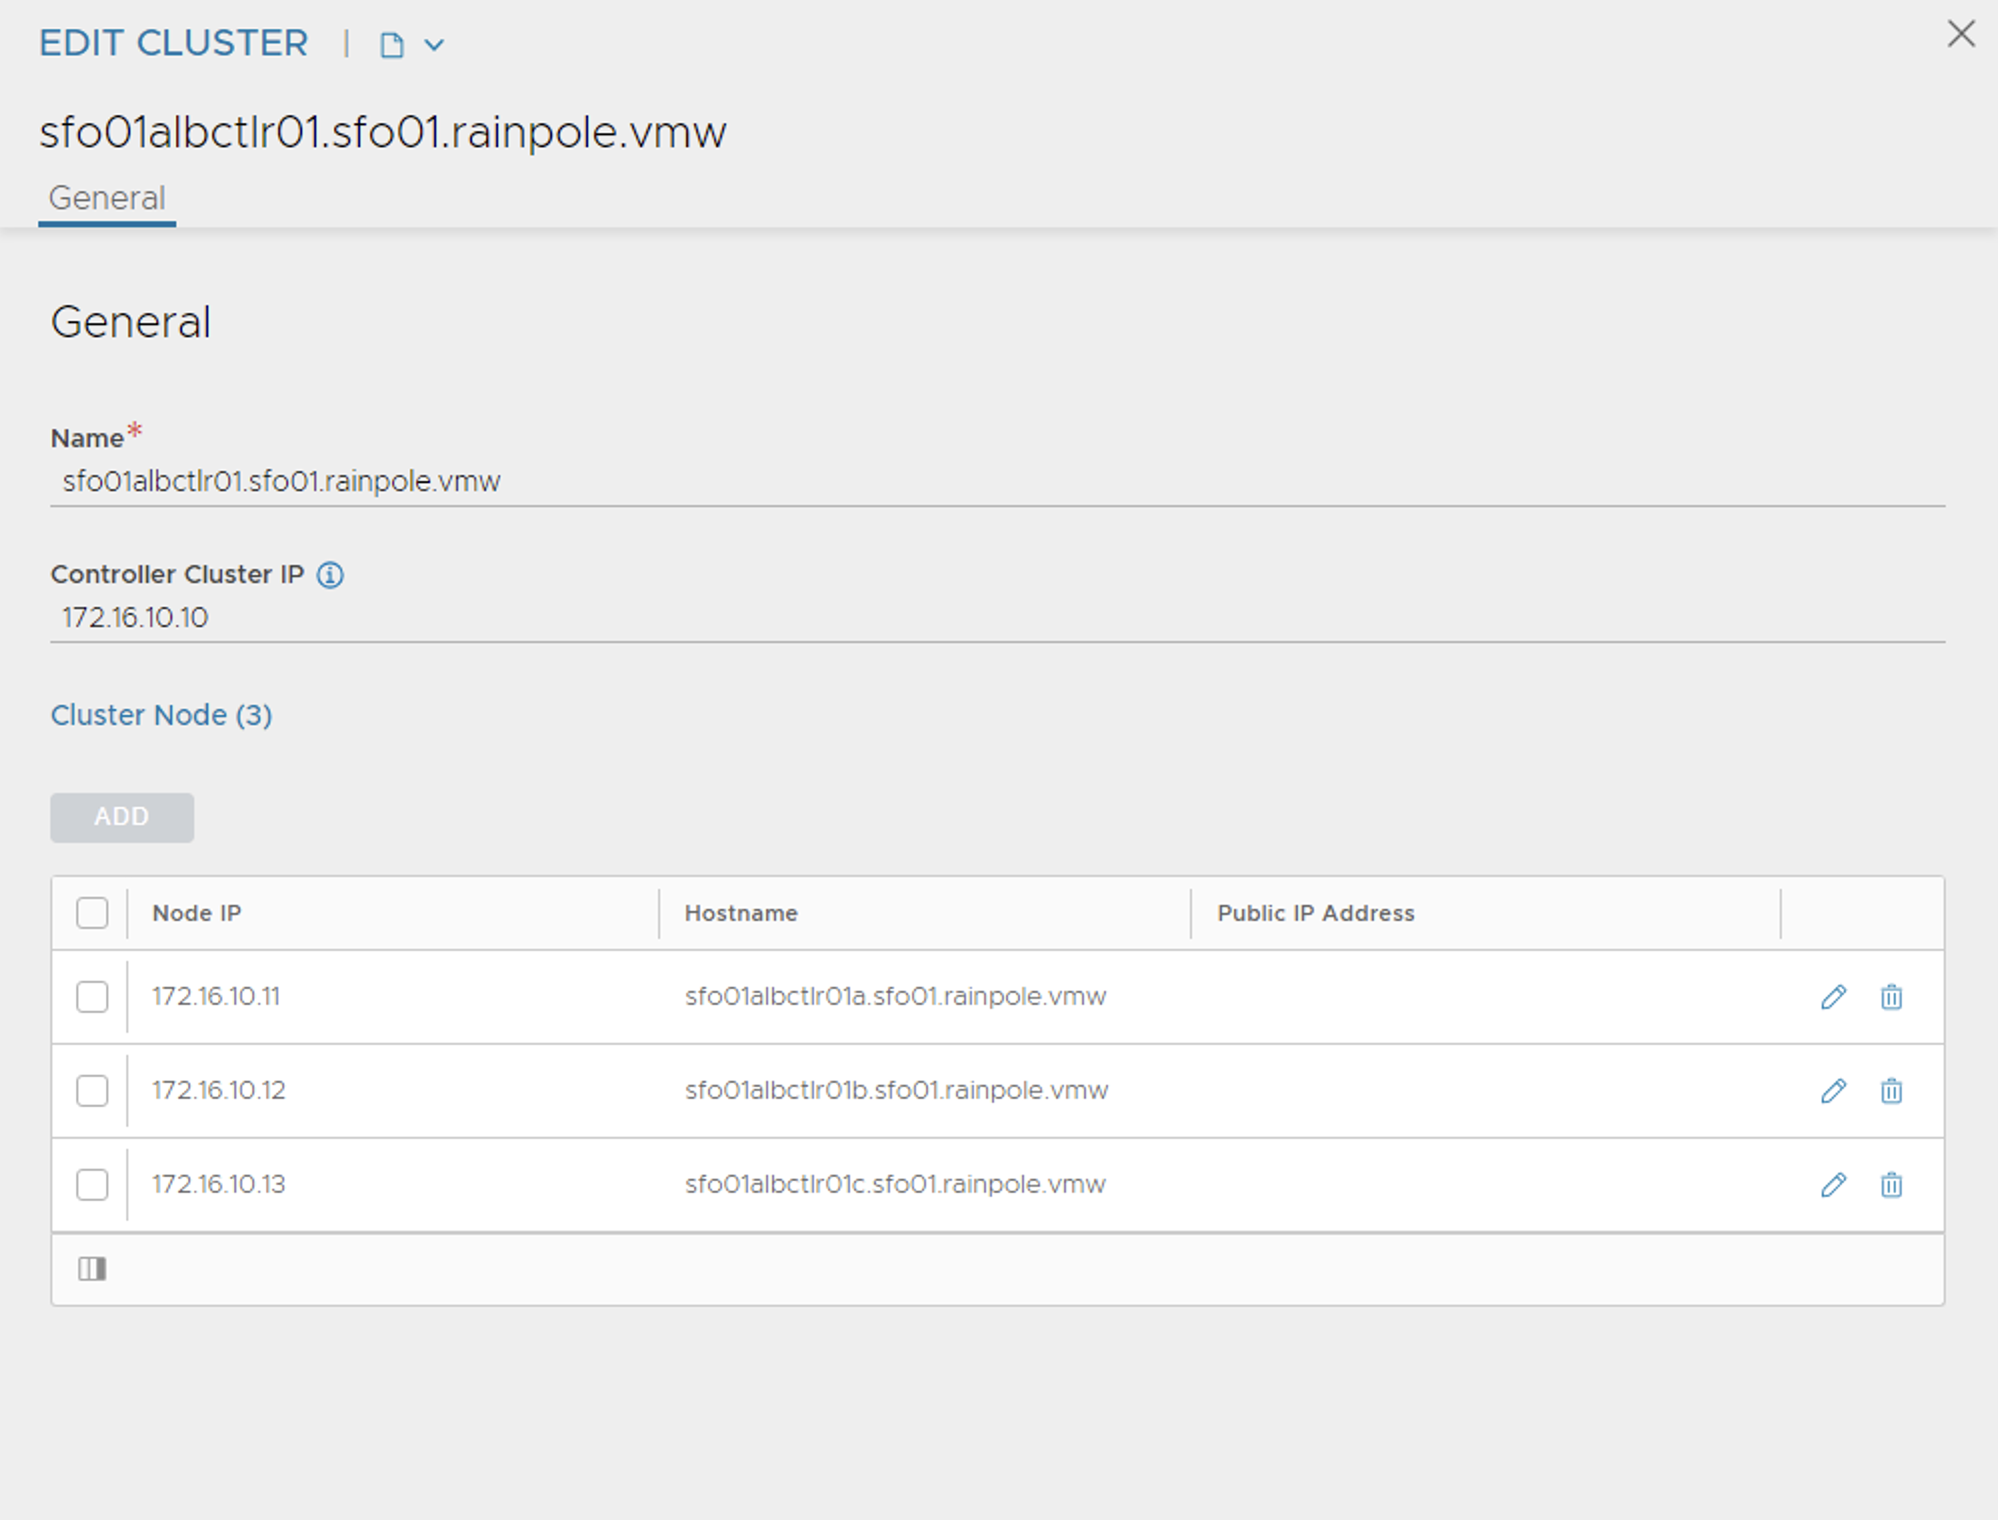 EDIT CLUSTER |
sfo01albctlr01.sfo01.rainpole.vmw
General
General
Name*
sfo01albctlr01.sfo01.rainpole.vmw
Controller Cluster IP
172.16.10.10
Cluster Node (3)
ADD
Node IP Hostname Public IP Address
172.16.10.11 sfo01albctlr01a.sfo01.rainpole.vmw
172.16.10.12 sfo01albctlr01b.sfo01.rainpole.vmw
172.16.10.13 sfo01albctlr01c.sfo01.rainpole.vmw